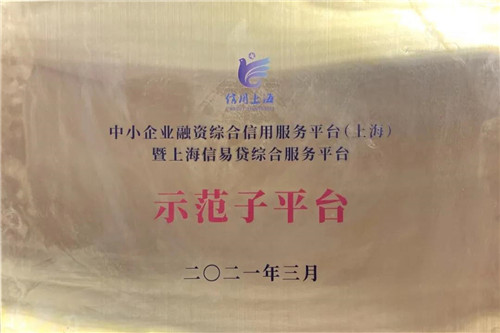 信用上海
中小企业融资综合信用服务平台(上海)
暨上海信易贷综合服务平台
示范子平台
二〇二一年三月